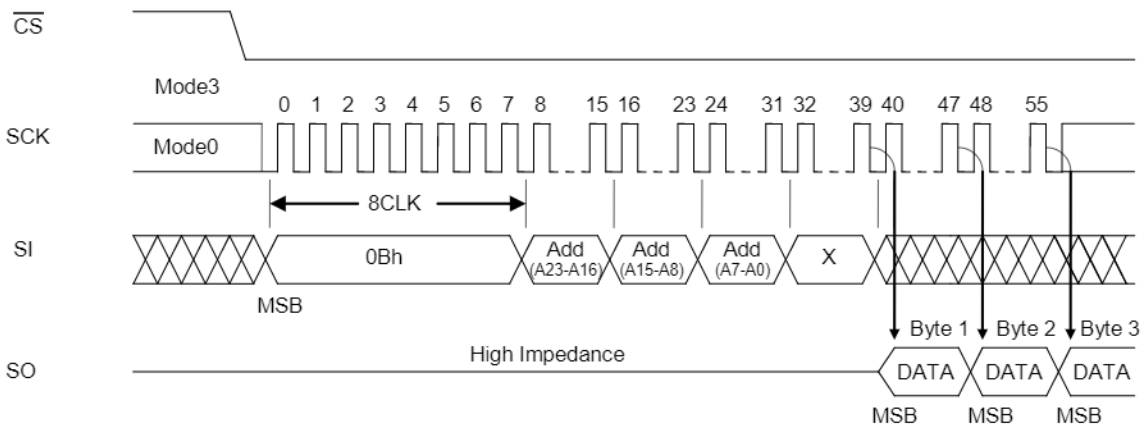 CS
Mode3
0 1 2 3 4 5 6 7 8 15 16 23 24 31 32 39 40 47 48 55
SCK
Mode0
8CLK
SI
0Bh
Add
(A23-A16)
Add
(A15-A8)
Add
(A7-A0)
X
MSB
Byte 1 Byte 2 Byte 3
High Impedance
SO
DATA DATA DATA
MSB MSB MSB